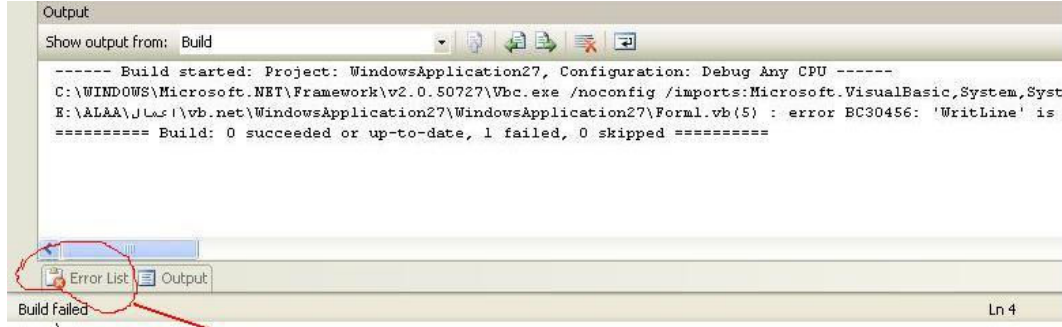 Output
Show output from: Build
------ Build started: Project: WindowsApplication27, Configuration: Debug Any CPU ------
C:\WINDOWS\Microsoft.NET\Framework\v2.0.50727\Vbc.exe /noconfig /imports:Microsoft.VisualBasic,System,Syst
E:\ALAA\اعمال\vb.net\WindowsApplication27\WindowsApplication27\Form1.vb(5) : error BC30456: 'WritLine' is
========== Build: 0 succeeded or up-to-date, 1 failed, 0 skipped ==========
Error List Output
Build failed Ln 4